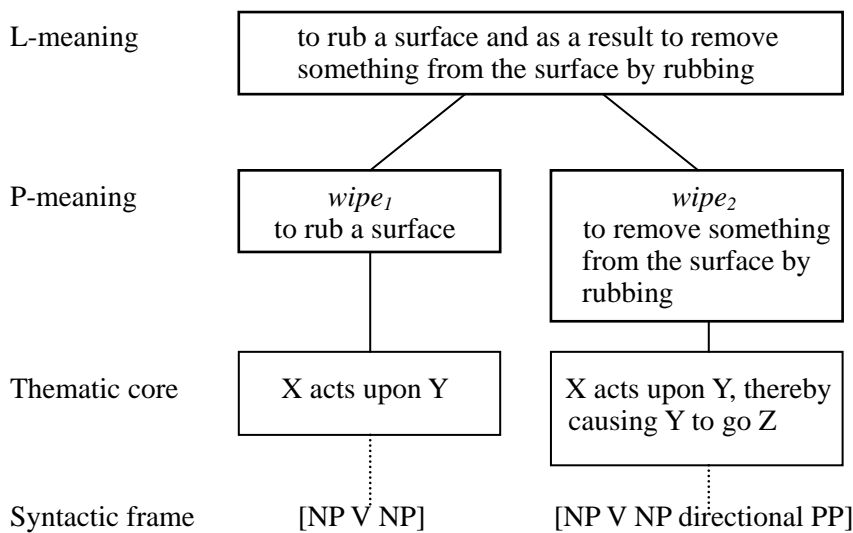 L-meaning
to rub a surface and as a result to remove
something from the surface by rubbing
P-meaning
wipe1
to rub a surface
wipe2
to remove something
from the surface by
rubbing
Thematic core
X acts upon Y
X acts upon Y, thereby
causing Y to go Z
Syntactic frame
[NP V NP]
[NP V NP directional PP]